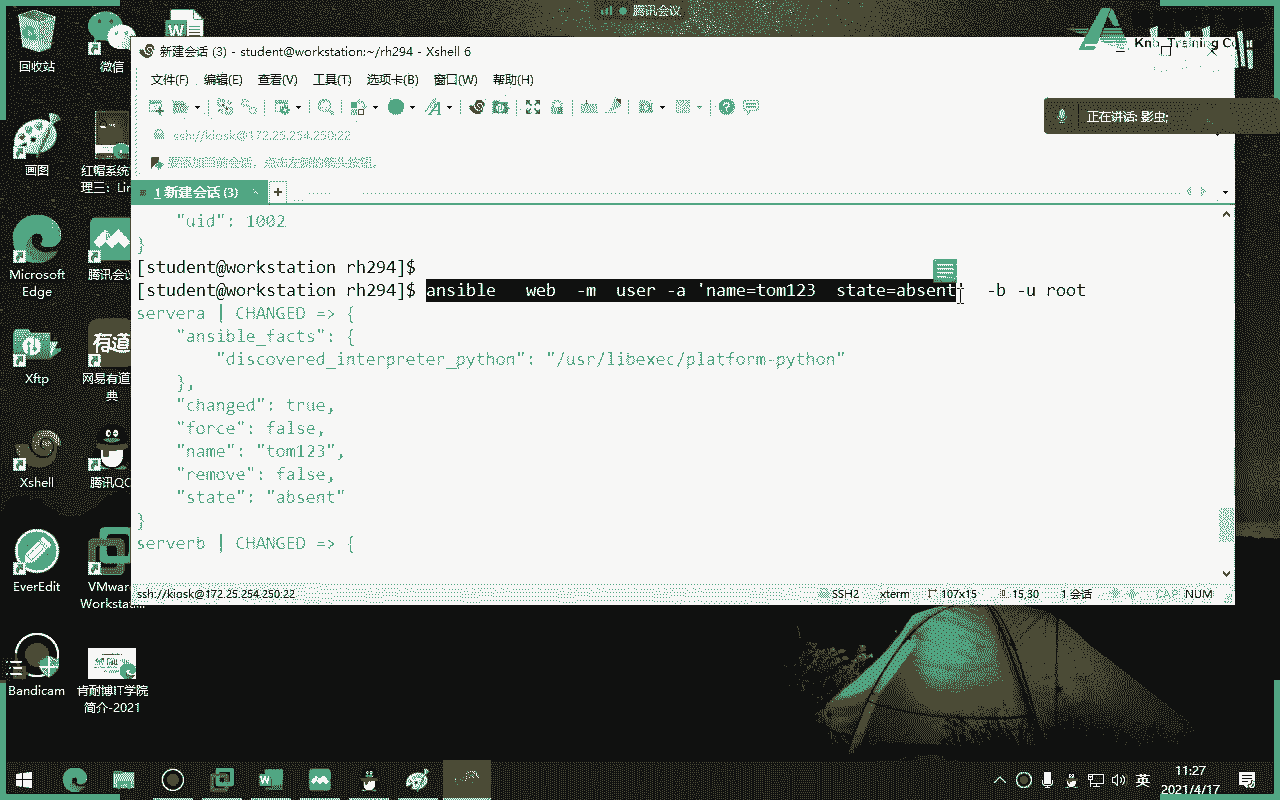 腾讯会议
回收站
微信
新建会话 (3) - student@workstation:~/rh294 - Xshell 6
文件(F) 编辑(E) 查看(V) 工具(T) 选项卡(B) 窗口(W) 帮助(H)
ssh://kiosk@172.25.254.250:22
要添加当前会话，点击左侧的箭头按钮。
正在讲话: 影虫;
画图
红帽系统
理三：Lin
1 新建会话 (3)
"uid": 1002
}
[student@workstation rh294]$
[student@workstation rh294]$ ansible web -m user -a 'name=tom123 state=absent' -b -u root
servera | CHANGED => {
"ansible_facts": {
"discovered_interpreter_python": "/usr/libexec/platform-python"
},
"changed": true,
"force": false,
"name": "tom123",
"remove": false,
"state": "absent"
}
serverb | CHANGED => {
Microsoft
Edge
腾讯会议
Xftp
有道
网易有道
典
Xshell
腾讯QQ
EverEdit
VMware
Workstati...
Bandicam
肯耐博IT学院
简介-2021
ssh://kiosk@172.25.254.250:22 SSH2 xterm 107x15 15,30 1 会话 CAP NUM
英
11:27
2021/4/17